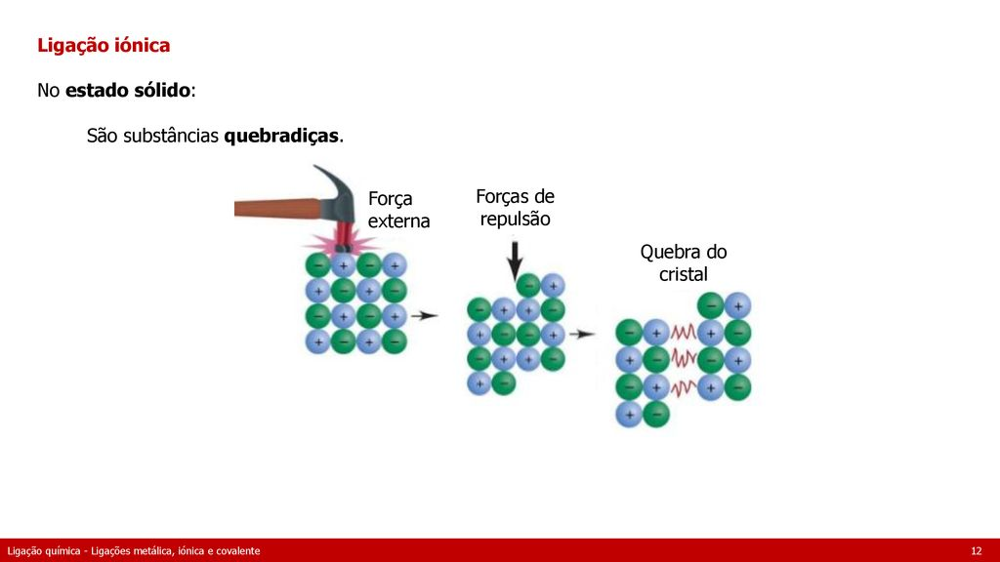 Ligação iónica
No estado sólido:
São substâncias quebradiças.
Força
externa
Forças de
repulsão
Quebra do
cristal
− + − +
+ − + −
− + − +
+ − + −
− +
− + + −
+ − − +
− + + −
+ −
− +
− + + −
+ − − +
− + + −
+ −
Ligação química - Ligações metálica, iónica e covalente
12